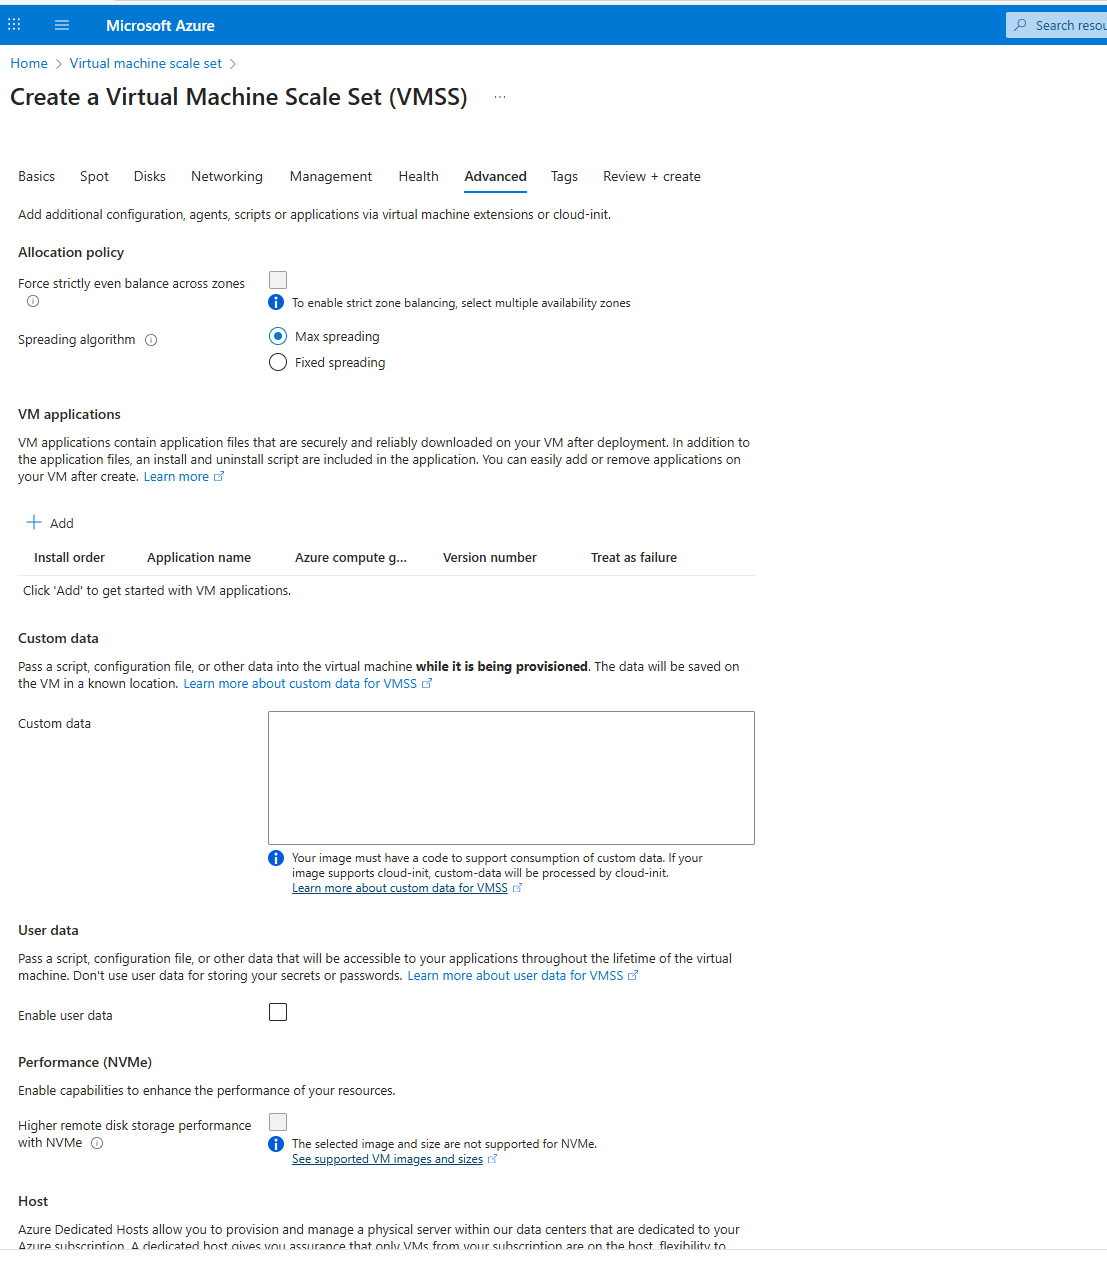 Microsoft Azure
Search resou
Home > Virtual machine scale set >
Create a Virtual Machine Scale Set (VMSS) ...
Basics Spot Disks Networking Management Health Advanced Tags Review + create
Add additional configuration, agents, scripts or applications via virtual machine extensions or cloud-init.
Allocation policy
Force strictly even balance across zones
To enable strict zone balancing, select multiple availability zones
Spreading algorithm
Max spreading
Fixed spreading
VM applications
VM applications contain application files that are securely and reliably downloaded on your VM after deployment. In addition to
the application files, an install and uninstall script are included in the application. You can easily add or remove applications on
your VM after create. Learn more
+ Add
Install order Application name Azure compute g... Version number Treat as failure
Click 'Add' to get started with VM applications.
Custom data
Pass a script, configuration file, or other data into the virtual machine while it is being provisioned. The data will be saved on
the VM in a known location. Learn more about custom data for VMSS
Custom data
Your image must have a code to support consumption of custom data. If your
image supports cloud-init, custom-data will be processed by cloud-init.
Learn more about custom data for VMSS
User data
Pass a script, configuration file, or other data that will be accessible to your applications throughout the lifetime of the virtual
machine. Don't use user data for storing your secrets or passwords. Learn more about user data for VMSS
Enable user data
Performance (NVMe)
Enable capabilities to enhance the performance of your resources.
Higher remote disk storage performance
with NVMe
The selected image and size are not supported for NVMe.
See supported VM images and sizes
Host
Azure Dedicated Hosts allow you to provision and manage a physical server within our data centers that are dedicated to your
Azure subscription. A dedicated host gives you assurance that only VMs from your subscription are on the host, flexibility to